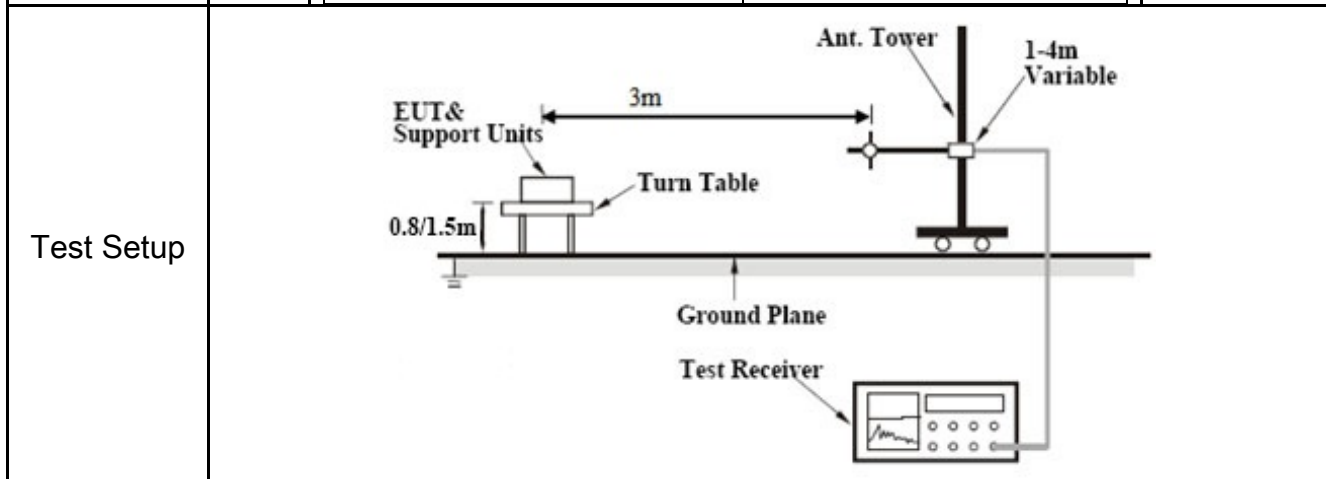 Test Setup
Ant. Tower
1-4m
Variable
3m
EUT&
Support Units
Turn Table
0.8/1.5m
Ground Plane
Test Receiver